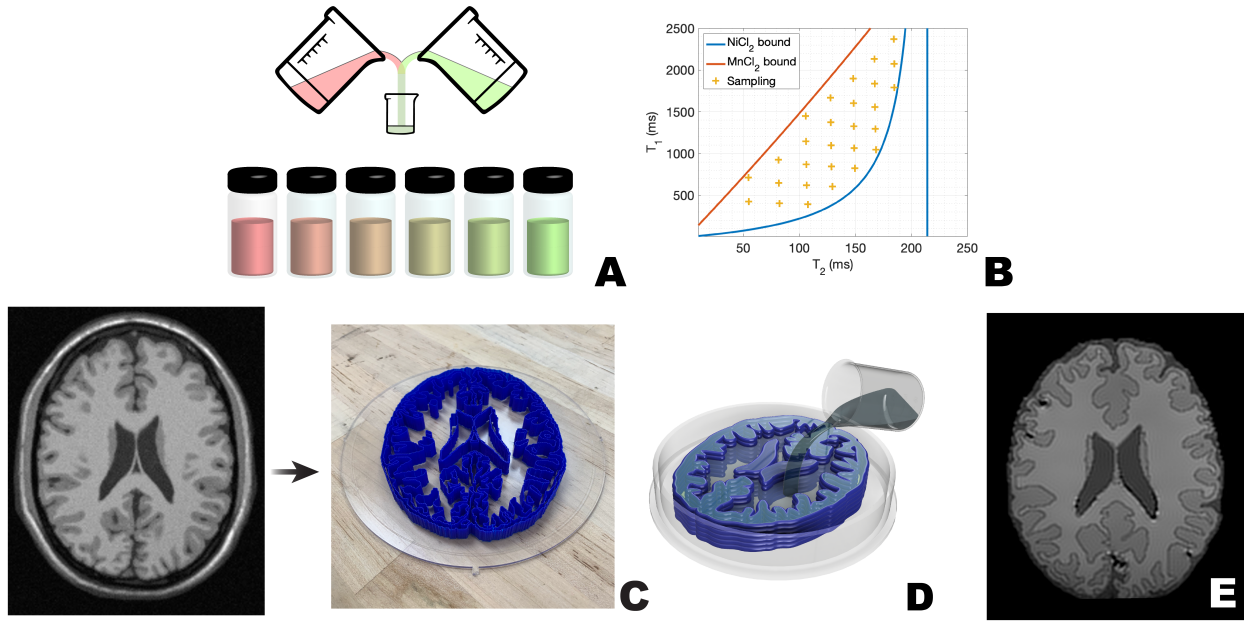 A
2500
2000
1500
1000
500
T₁ (ms)
NiCl₂ bound
MnCl₂ bound
Sampling
50
100
150
200
250
T₂ (ms)
B
C
D
E